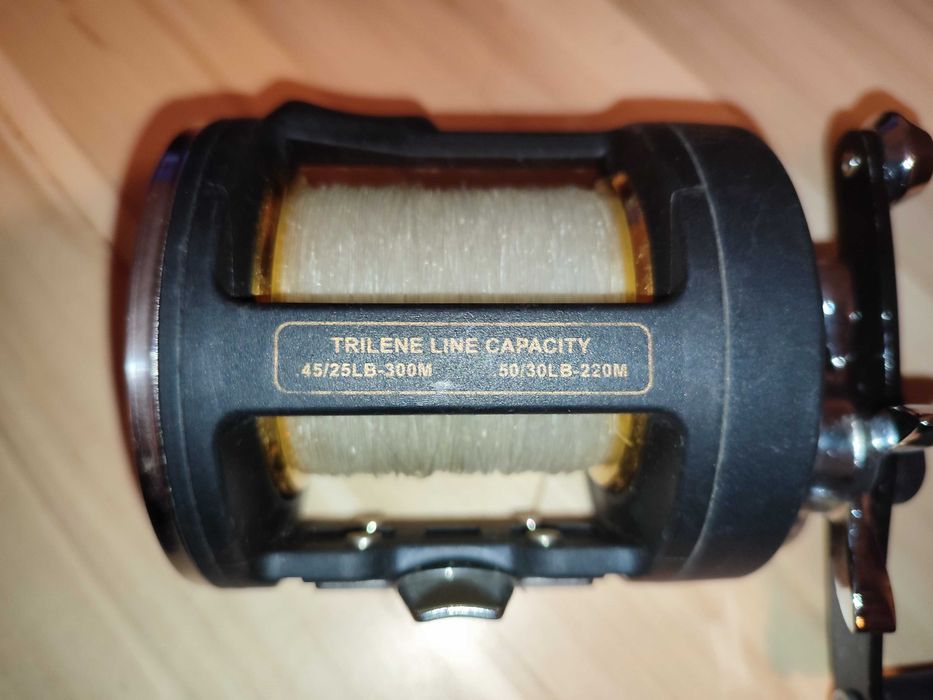 TRILENE LINE CAPACITY
.45/25LB-300M .50/30LB-220M